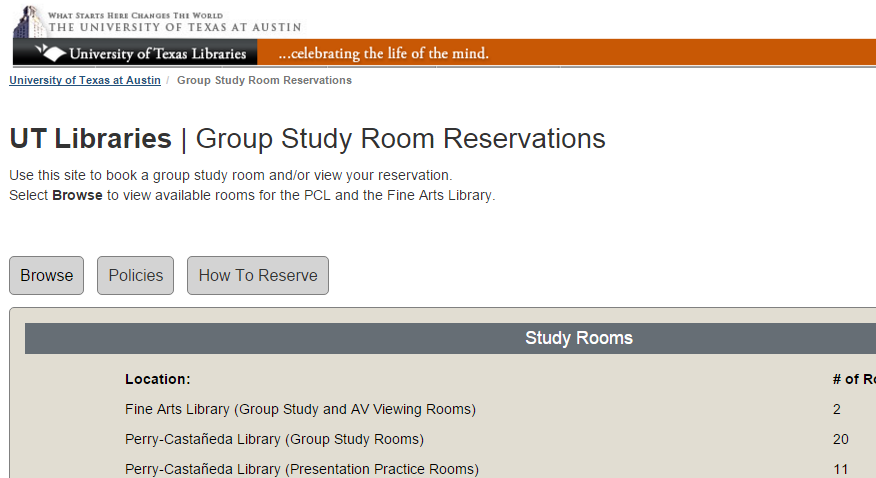 WHAT STARTS HERE CHANGES THE WORLD
THE UNIVERSITY OF TEXAS AT AUSTIN
University of Texas Libraries ...celebrating the life of the mind.
University of Texas at Austin / Group Study Room Reservations
UT Libraries | Group Study Room Reservations
Use this site to book a group study room and/or view your reservation.
Select Browse to view available rooms for the PCL and the Fine Arts Library.
Browse Policies How To Reserve
Study Rooms
Location: # of Ro
Fine Arts Library (Group Study and AV Viewing Rooms) 2
Perry-Castañeda Library (Group Study Rooms) 20
Perry-Castañeda Library (Presentation Practice Rooms) 11